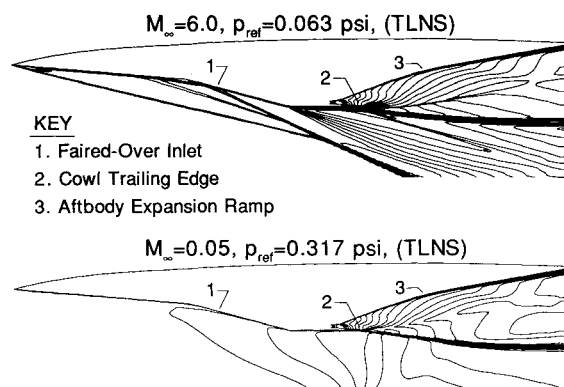 M∞=6.0, pref=0.063 psi, (TLNS)
1
2
3
KEY
1. Faired-Over Inlet
2. Cowl Trailing Edge
3. Aftbody Expansion Ramp
M∞=0.05, pref=0.317 psi, (TLNS)
1
2
3